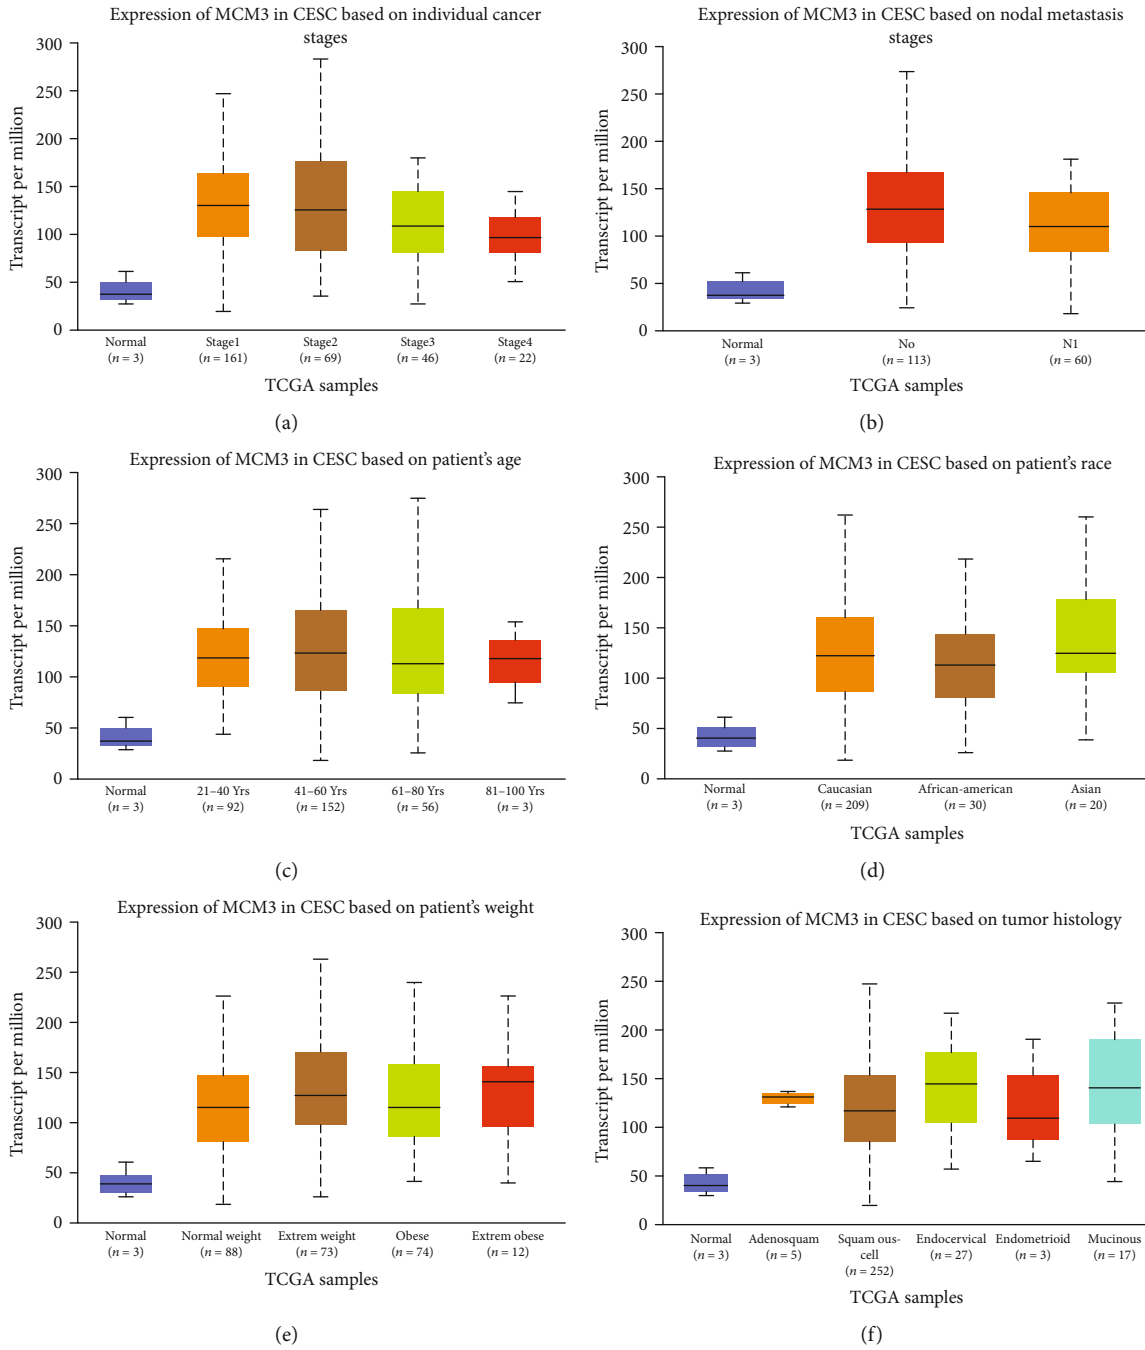 Expression of MCM3 in CESC based on individual cancer
stages
Transcript per million
300
250
200
150
100
50
0
Normal
(n = 3)
Stage1
(n = 161)
Stage2
(n = 69)
Stage3
(n = 46)
Stage4
(n = 22)
TCGA samples
(a)
Expression of MCM3 in CESC based on nodal metastasis
stages
Transcript per million
300
250
200
150
100
50
0
Normal
(n = 3)
No
(n = 113)
N1
(n = 60)
TCGA samples
(b)
Expression of MCM3 in CESC based on patient's age
Transcript per million
300
250
200
150
100
50
0
Normal
(n = 3)
21–40 Yrs
(n = 92)
41–60 Yrs
(n = 152)
61–80 Yrs
(n = 56)
81–100 Yrs
(n = 3)
(c)
Expression of MCM3 in CESC based on patient's race
Transcript per million
300
250
200
150
100
50
0
Normal
(n = 3)
Caucasian
(n = 209)
African-american
(n = 30)
Asian
(n = 20)
TCGA samples
(d)
Expression of MCM3 in CESC based on patient's weight
Transcript per million
300
250
200
150
100
50
0
Normal
(n = 3)
Normal weight
(n = 88)
Extrem weight
(n = 73)
Obese
(n = 74)
Extrem obese
(n = 12)
TCGA samples
(e)
Expression of MCM3 in CESC based on tumor histology
Transcript per million
300
250
200
150
100
50
0
Normal
(n = 3)
Adenosquam
(n = 5)
Squam ous-
cell
(n = 252)
Endocervical
(n = 27)
Endometrioid
(n = 3)
Mucinous
(n = 17)
TCGA samples
(f)